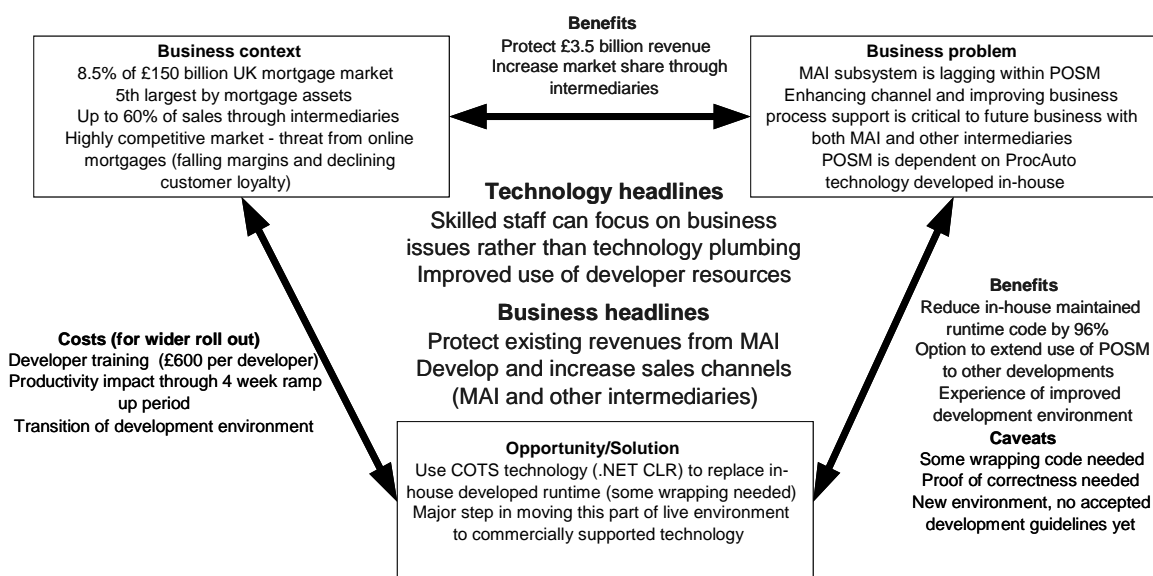 Benefits
Protect £3.5 billion revenue
Increase market share through
intermediaries
Business context
8.5% of £150 billion UK mortgage market
5th largest by mortgage assets
Up to 60% of sales through intermediaries
Highly competitive market - threat from online
mortgages (falling margins and declining
customer loyalty)
Business problem
MAI subsystem is lagging within POSM
Enhancing channel and improving business
process support is critical to future business with
both MAI and other intermediaries
POSM is dependent on ProcAuto
technology developed in-house
Technology headlines
Skilled staff can focus on business
issues rather than technology plumbing
Improved use of developer resources
Business headlines
Protect existing revenues from MAI
Develop and increase sales channels
(MAI and other intermediaries)
Costs (for wider roll out)
Developer training (£600 per developer)
Productivity impact through 4 week ramp
up period
Transition of development environment
Benefits
Reduce in-house maintained
runtime code by 96%
Option to extend use of POSM
to other developments
Experience of improved
development environment
Caveats
Some wrapping code needed
Proof of correctness needed
New environment, no accepted
development guidelines yet
Opportunity/Solution
Use COTS technology (.NET CLR) to replace in-
house developed runtime (some wrapping needed)
Major step in moving this part of live environment
to commercially supported technology